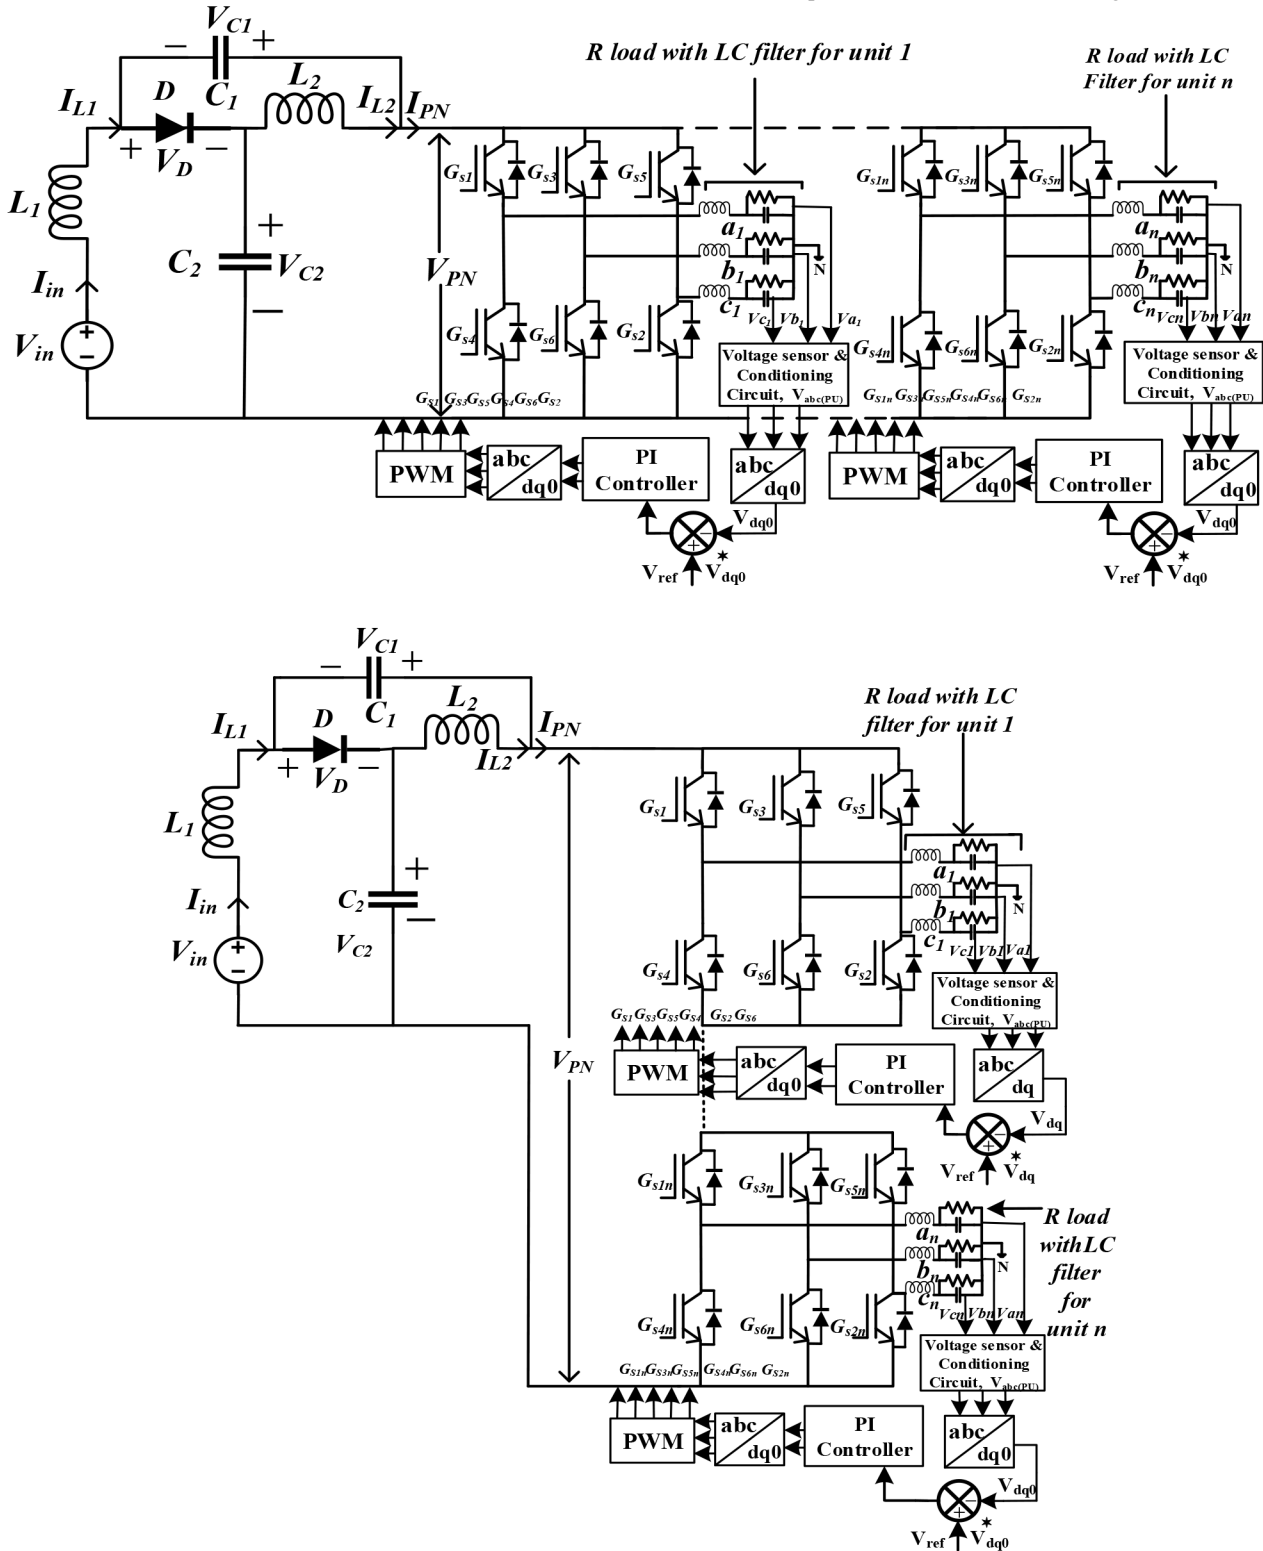 V_C1
− +
C_1
L_2
D
I_L1
I_L2
I_PN
+ V_D −
L_1
C_2
+
V_C2
−
I_in
V_in
+
−
V_PN
R load with LC filter for unit 1
R load with LC
Filter for unit n
G_s1
G_s3
G_s5
a_1
b_1
c_1
N
G_s4
G_s6
G_s2
Vc_1
Vb_1
Va_1
Voltage sensor &
Conditioning
Circuit, V_abc(PU)
G_S1 G_S3 G_S5 G_S4 G_S6 G_S2
PWM
abc
dq0
PI
Controller
abc
dq0
V_dq0
−
+
V_ref
V*_dq0
G_s1n
G_s3n
G_s5n
a_n
b_n
c_n
N
G_s4n
G_s6n
G_s2n
V_cn
V_bn
V_an
Voltage sensor &
Conditioning
Circuit, V_abc(PU)
G_S1n G_S3 G_S5n G_S4n G_S6n G_S2n
PWM
abc
dq0
PI
Controller
abc
dq0
V_dq0
−
+
V_ref
V*_dq0
V_C1
− +
C_1
L_2
D
I_L1
I_L2
I_PN
+ V_D −
L_1
C_2
+
V_C2
−
I_in
V_in
+
−
V_PN
R load with LC
filter for unit 1
G_s1
G_s3
G_s5
a_1
b_1
c_1
N
G_s4
G_s6
G_s2
V_c1
V_b1
V_a1
Voltage sensor &
Conditioning
Circuit, V_abc(PU)
G_S1 G_S3 G_S5 G_S4 G_S2 G_S6
PWM
abc
dq0
PI
Controller
abc
dq
V_dq
−
+
V_ref
V*_dq
G_s1n
G_s3n
G_s5n
a_n
b_n
c_n
N
R load
with LC
filter
for
unit n
G_s4n
G_s6n
G_s2n
V_cn
V_bn
V_an
Voltage sensor &
Conditioning
Circuit, V_abc(PU)
G_S1n G_S3n G_S5n G_S4n G_S6n G_S2n
PWM
abc
dq0
PI
Controller
abc
dq0
V_dq0
−
+
V_ref
V*_dq0